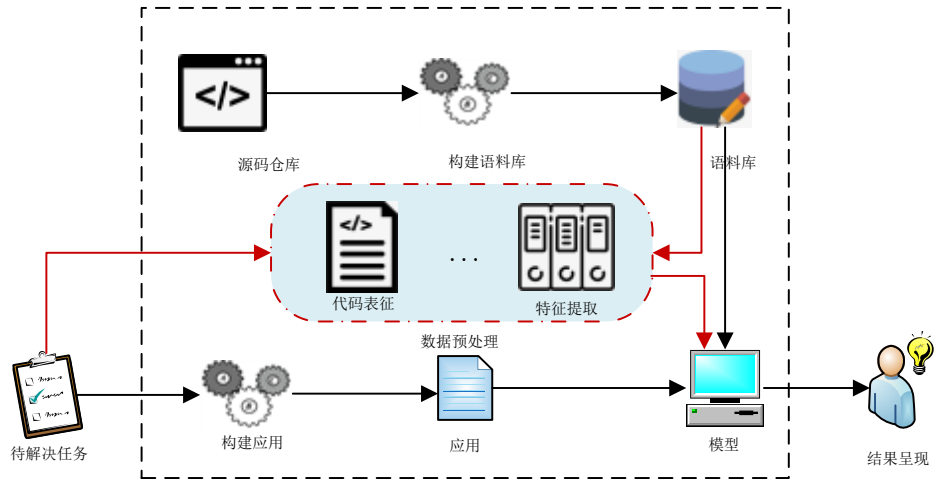 </>
源码仓库
构建语料库
语料库
</>
代码表征
...
特征提取
数据预处理
待解决任务
构建应用
应用
模型
结果呈现